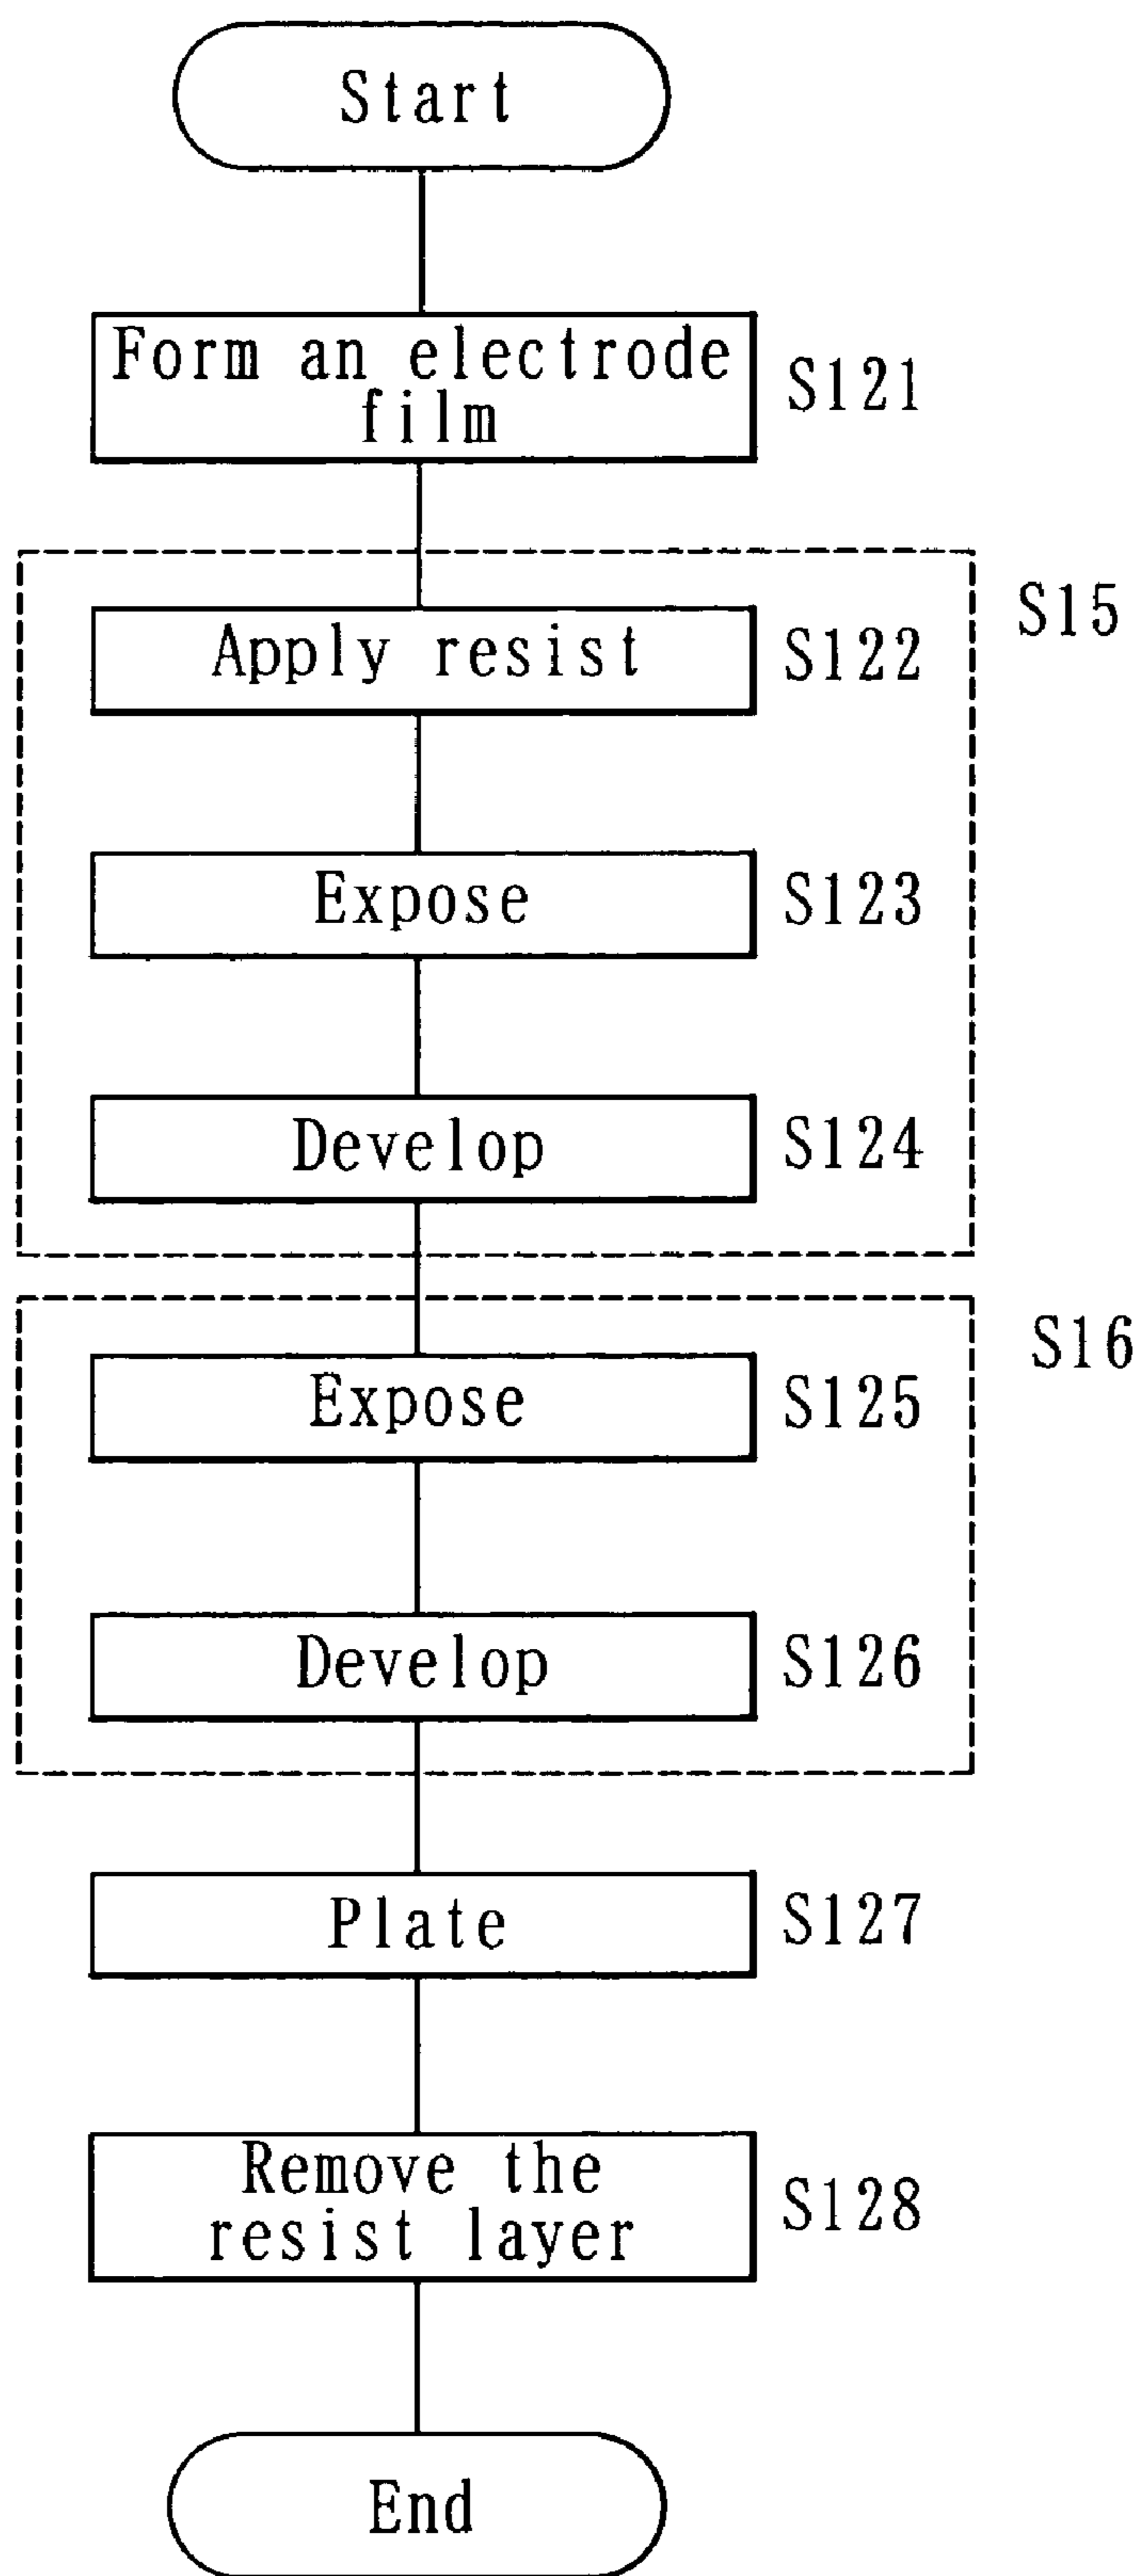 Start
Form an electrode
film
S121
S15
Apply resist
S122
Expose
S123
Develop
S124
S16
Expose
S125
Develop
S126
Plate
S127
Remove the
resist layer
S128
End